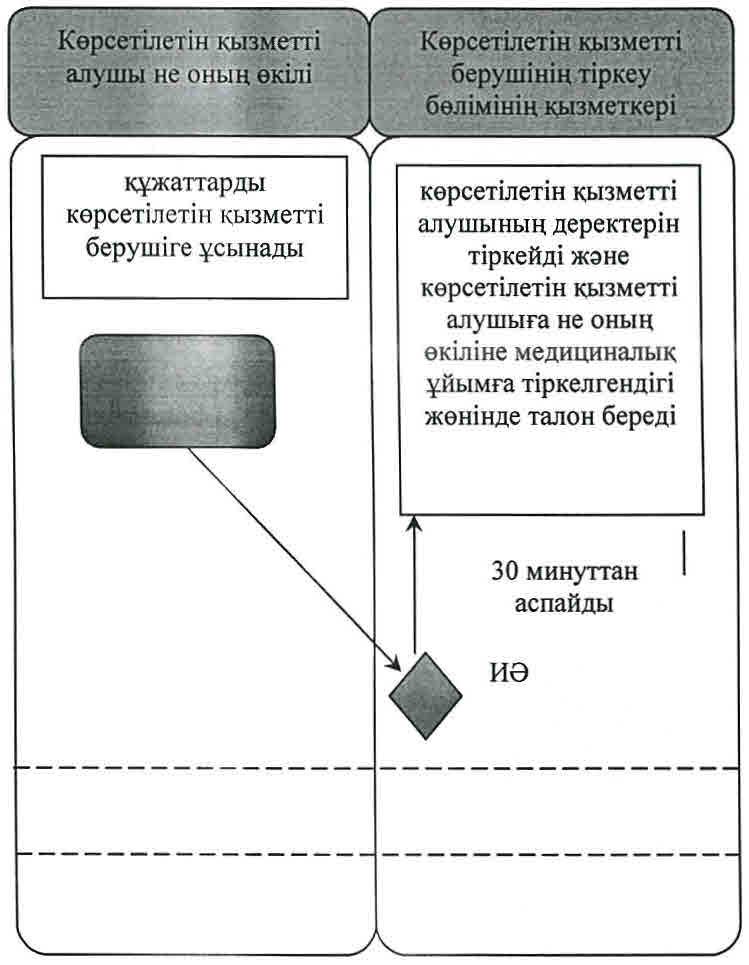 Көрсетілетін қызметті
алушы не оның өкілі
Көрсетілетін қызметті
берушінің тіркеу
бөлімінің қызметкері
құжаттарды
көрсетілетін қызметті
берушіге ұсынады
көрсетілетін қызметті
алушының деректерін
тіркейді және
көрсетілетін қызметті
алушыға не оның
өкіліне медициналық
ұйымға тіркелгендігі
жөнінде талон береді
30 минуттан
аспайды
ИӘ